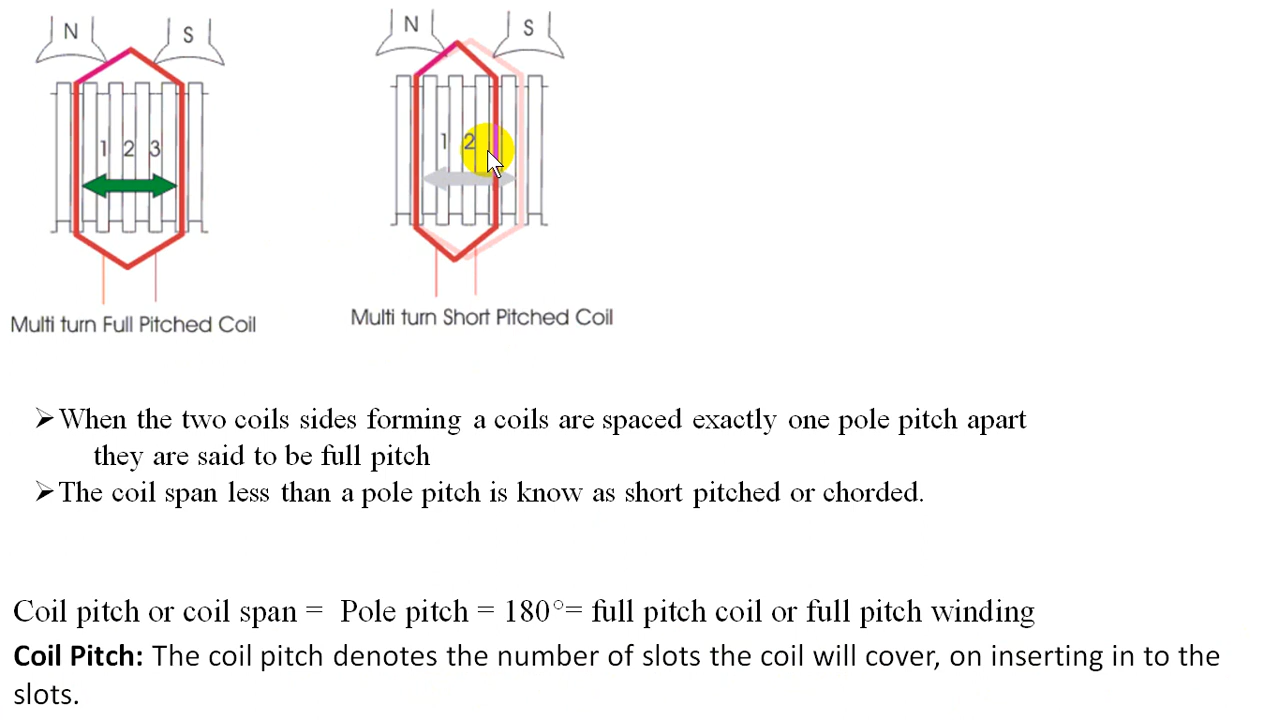 N S
N S
1 2 3
1 2
Multi turn Full Pitched Coil
Multi turn Short Pitched Coil
➢When the two coils sides forming a coils are spaced exactly one pole pitch apart
they are said to be full pitch
➢The coil span less than a pole pitch is know as short pitched or chorded.
Coil pitch or coil span = Pole pitch = 180°= full pitch coil or full pitch winding
Coil Pitch: The coil pitch denotes the number of slots the coil will cover, on inserting in to the
slots.